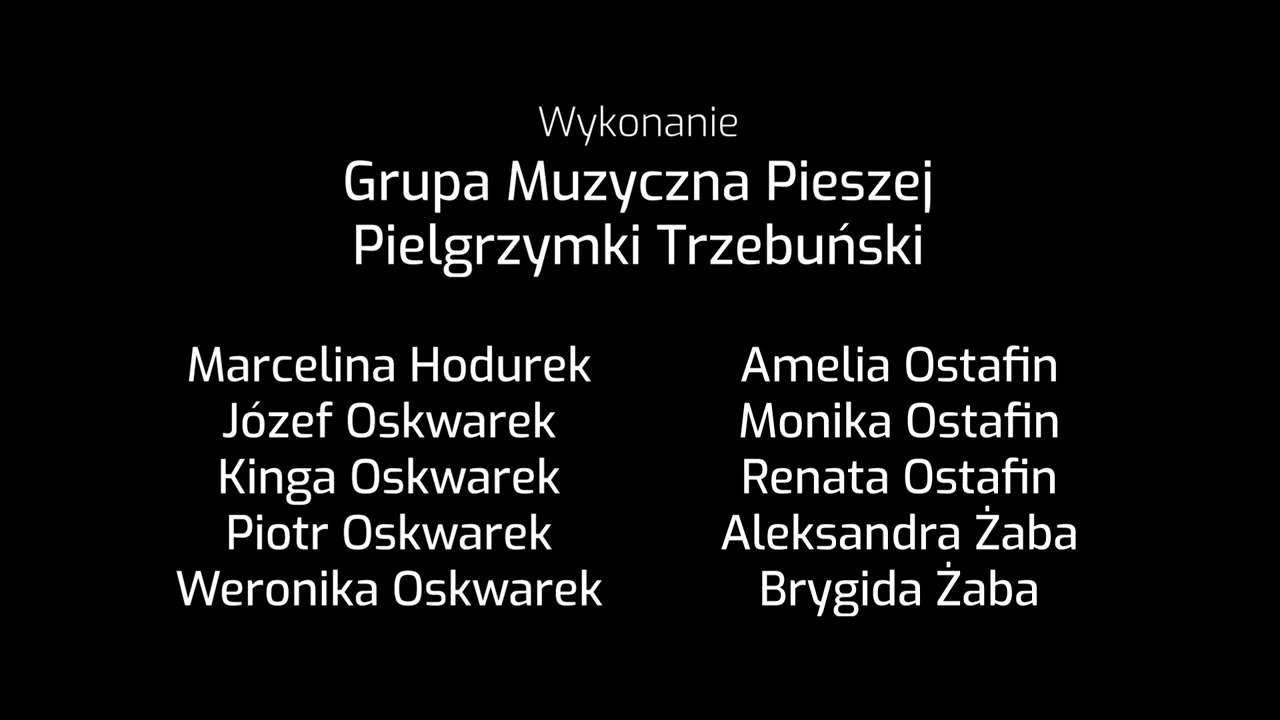 Wykonanie
Grupa Muzyczna Pieszej
Pielgrzymki Trzebuński
Marcelina Hodurek
Józef Oskwarek
Kinga Oskwarek
Piotr Oskwarek
Weronika Oskwarek
Amelia Ostafin
Monika Ostafin
Renata Ostafin
Aleksandra Żaba
Brygida Żaba